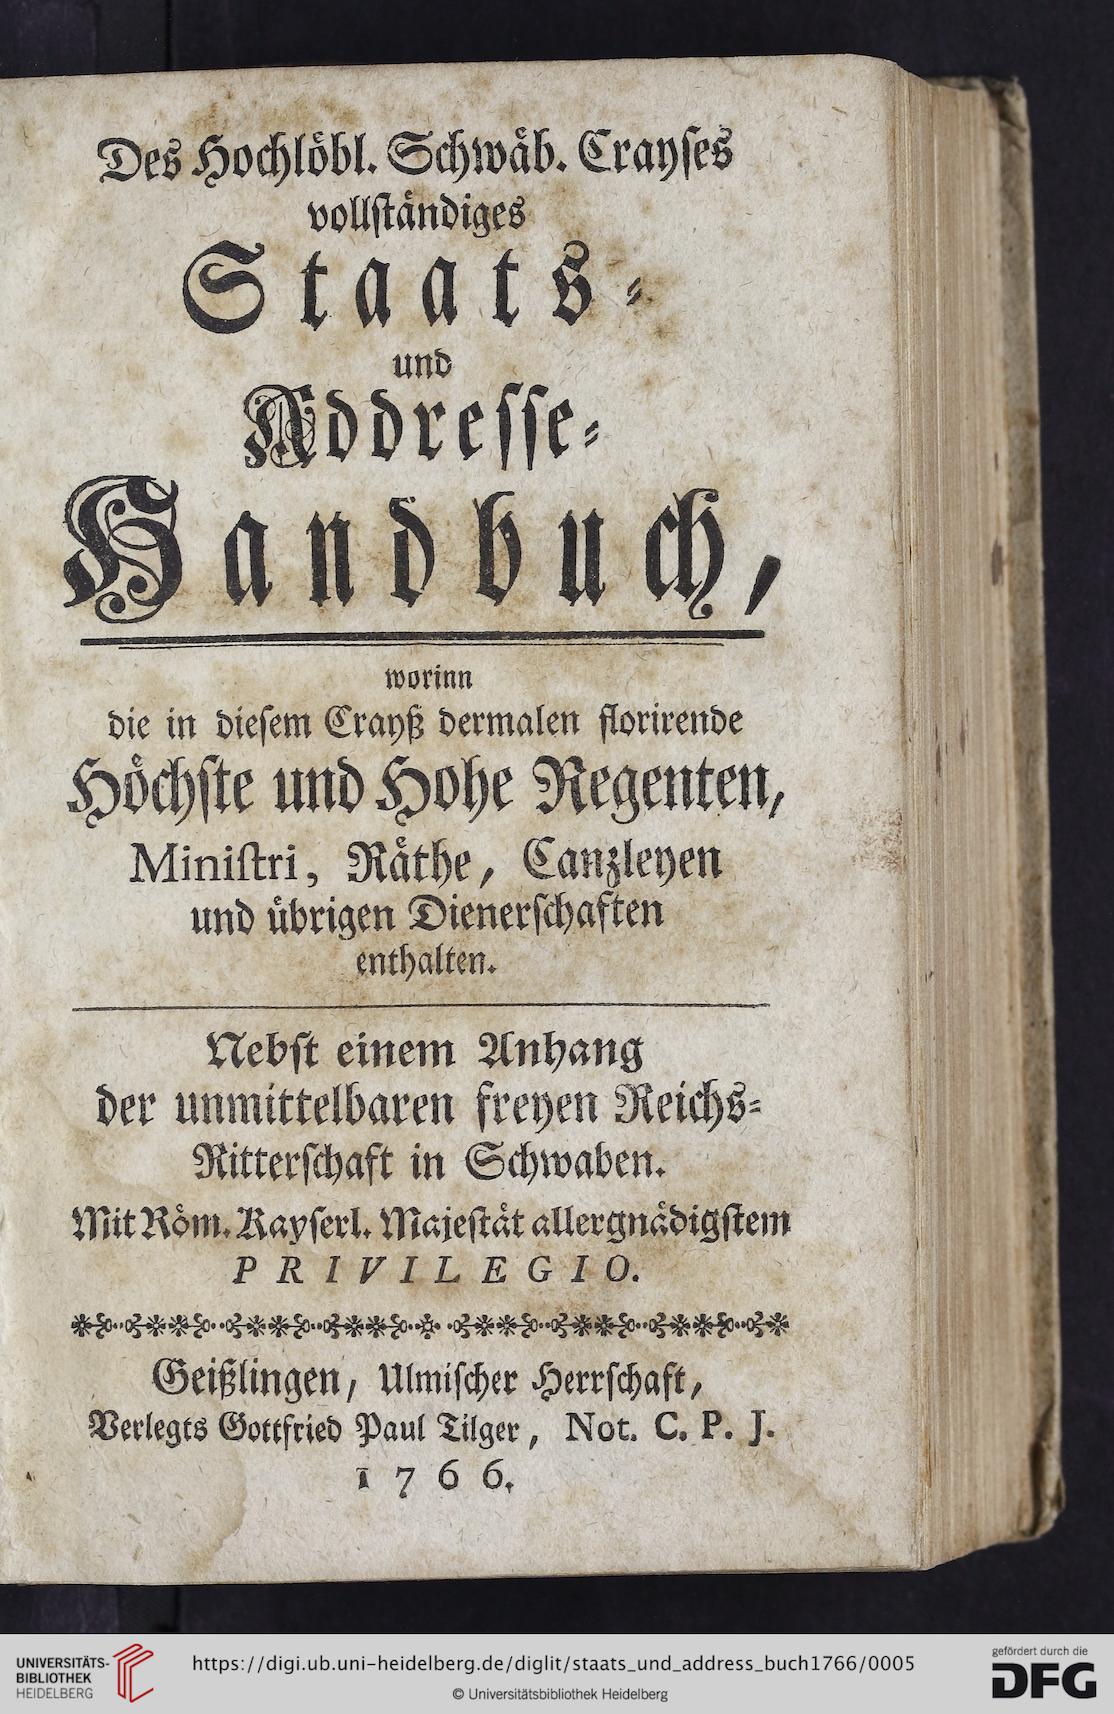 Des Hochlöbl. Schwäb. Crayſes
vollſtändiges
Staats-
und
Addreſſe-
Handbuch,
worinn
die in dieſem Crayß dermalen florirende
Höchſte und Hohe Regenten,
Miniſtri, Räthe, Canzleyen
und übrigen Dienerſchaften
enthalten.
Nebſt einem Anhang
der unmittelbaren freyen Reichs-
Ritterſchaft in Schwaben.
Mit Röm. Kayſerl. Majeſtät allergnädigſtem
PRIVILEGIO.
Geißlingen, Ulmiſcher Herrſchaft,
Verlegts Gottfried Paul Tilger, Not. C. P. J.
1766.
UNIVERSITÄTS-
BIBLIOTHEK
HEIDELBERG
https://digi.ub.uni-heidelberg.de/diglit/staats_und_address_buch1766/0005
© Universitätsbibliothek Heidelberg
gefördert durch die
DFG